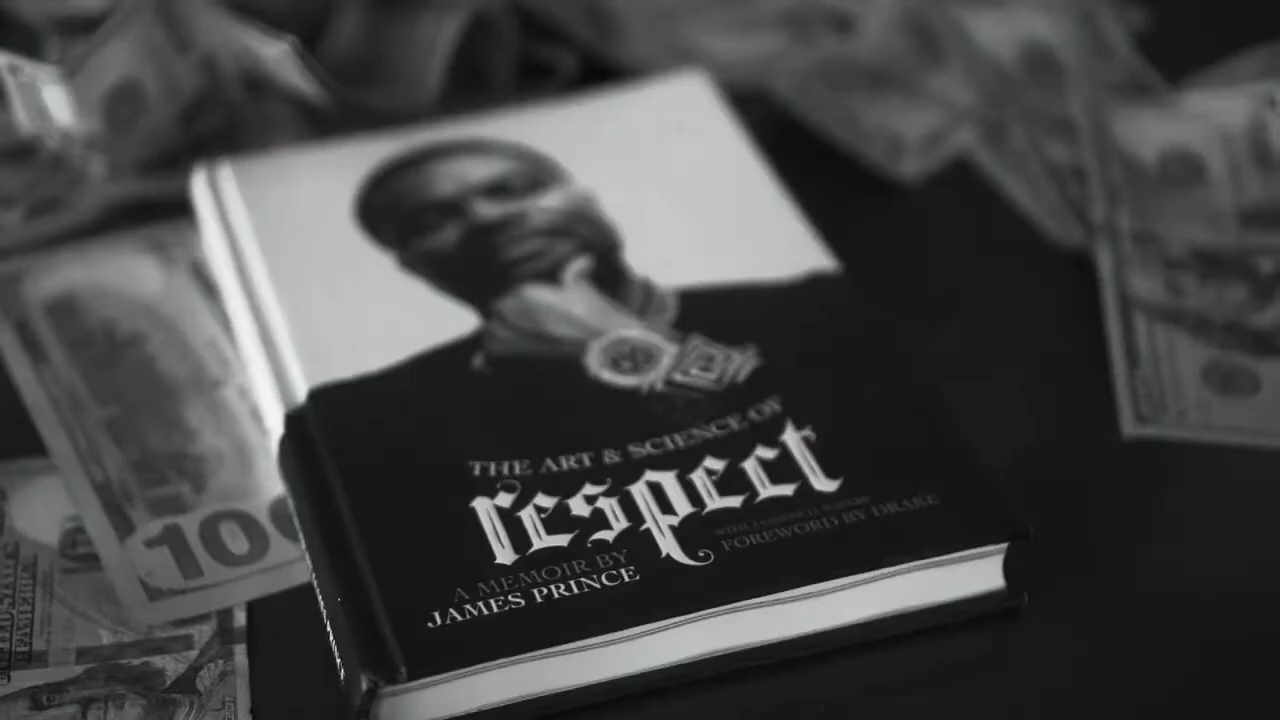 THE ART & SCIENCE OF
respect
FOREWORD BY DRAKE
A MEMOIR BY
JAMES PRINCE
100